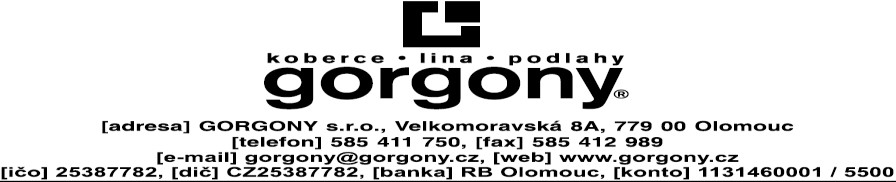 koberce • lina • podlahy
gorgony®
[adresa] GORGONY s.r.o., Velkomoravská 8A, 779 00 Olomouc
[telefon] 585 411 750, [fax] 585 412 989
[e-mail] gorgony@gorgony.cz, [web] www.gorgony.cz
[ičo] 25387782, [dič] CZ25387782, [banka] RB Olomouc, [konto] 1131460001 / 5500